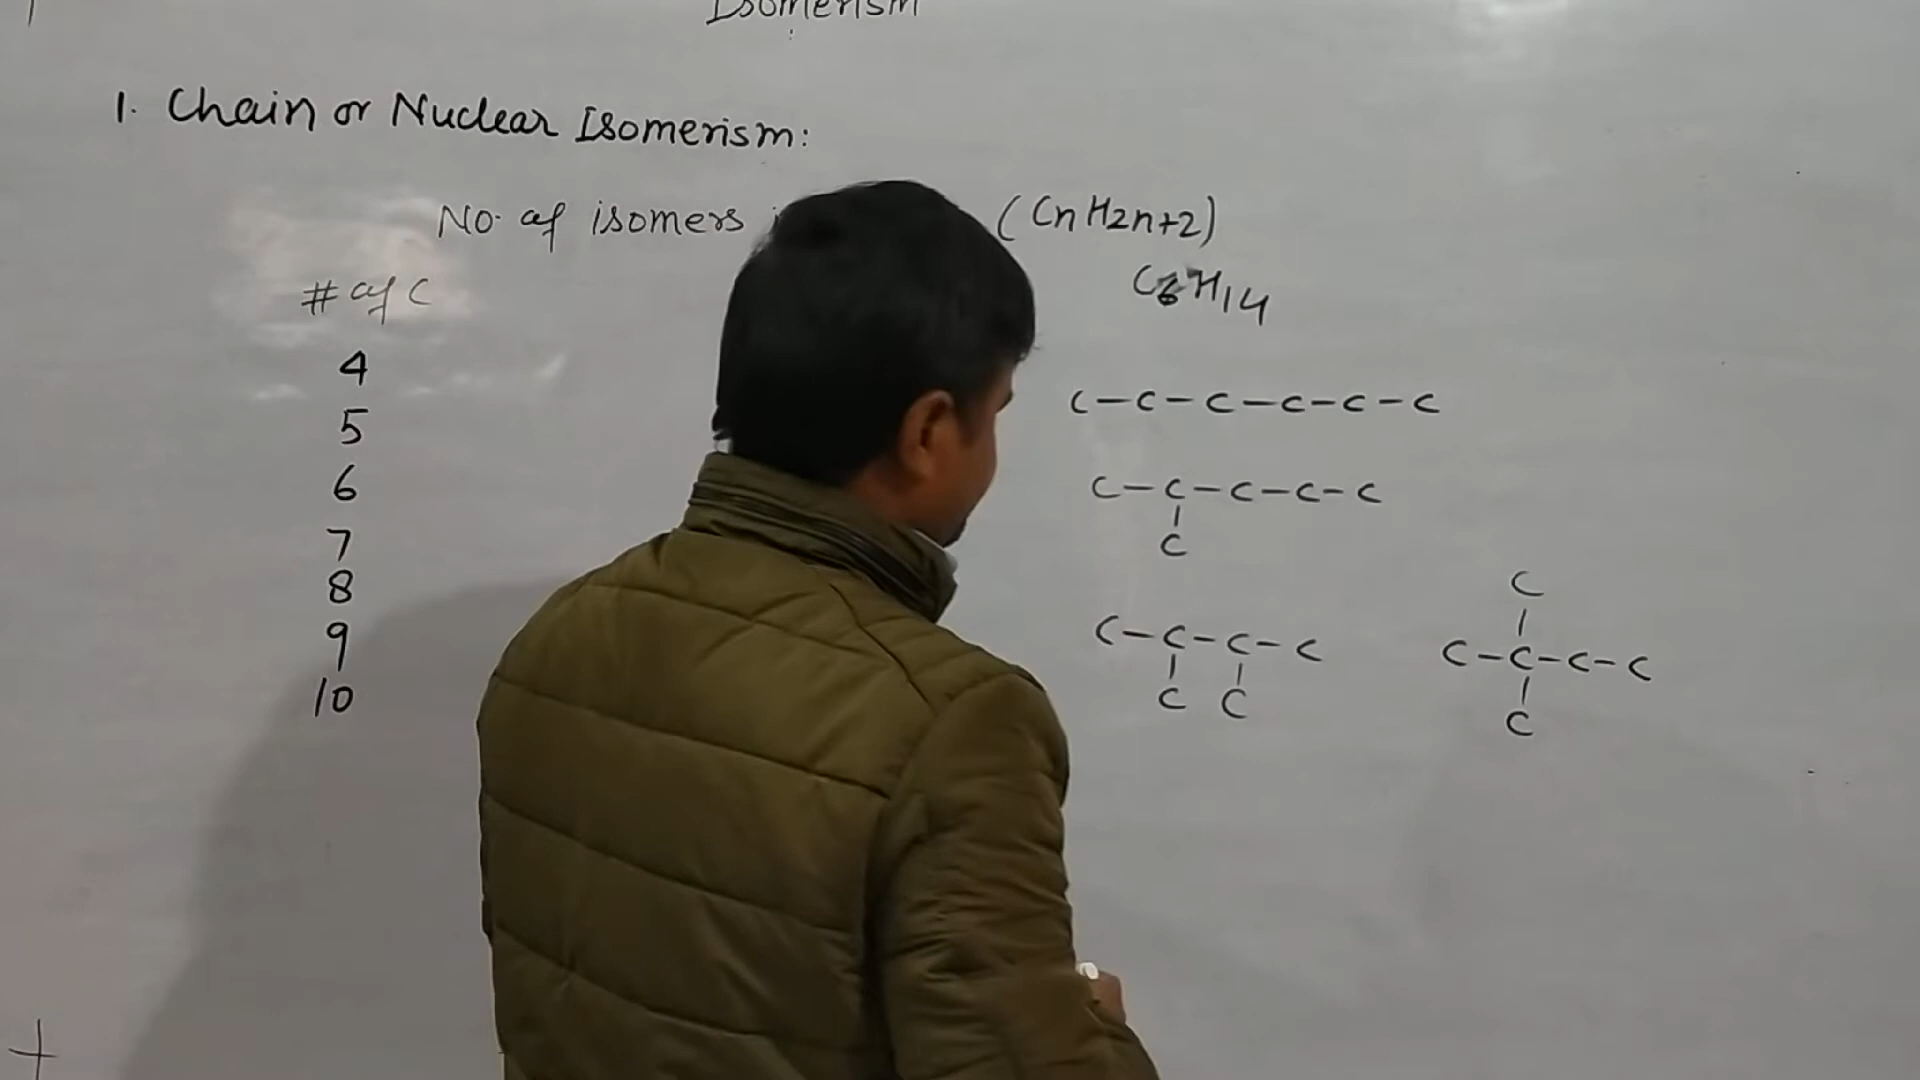 Isomerism
1. Chain or Nuclear Isomerism:
No. of isomers (CnH2n+2)
# of C
C6H14
4
5
6
7
8
9
10
C-C-C-C-C-C
C-C-C-C-C
|
C
C-C-C-C
| |
C C
C
|
C-C-C-C
|
C